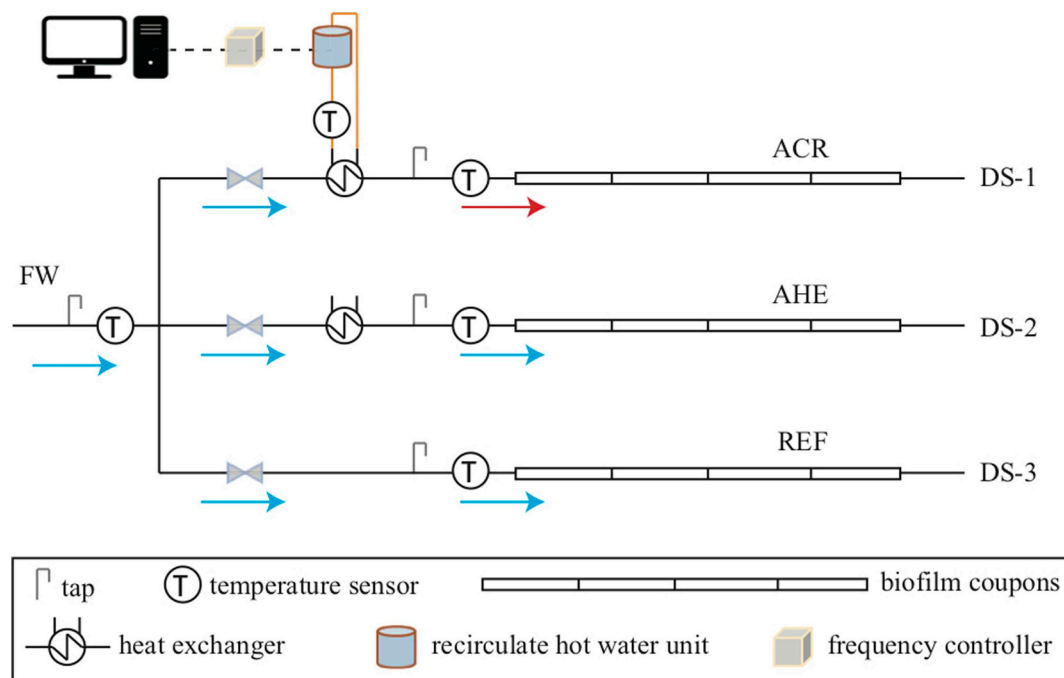 T
ACR
T
DS-1
FW
AHE
T
T
DS-2
REF
T
DS-3
tap
T temperature sensor
biofilm coupons
heat exchanger
recirculate hot water unit
frequency controller